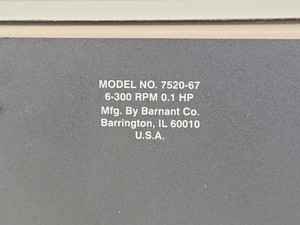 MODEL NO. 7520-67
6-300 RPM 0.1 HP
Mfg. By Barnant Co.
Barrington, IL 60010
U.S.A.